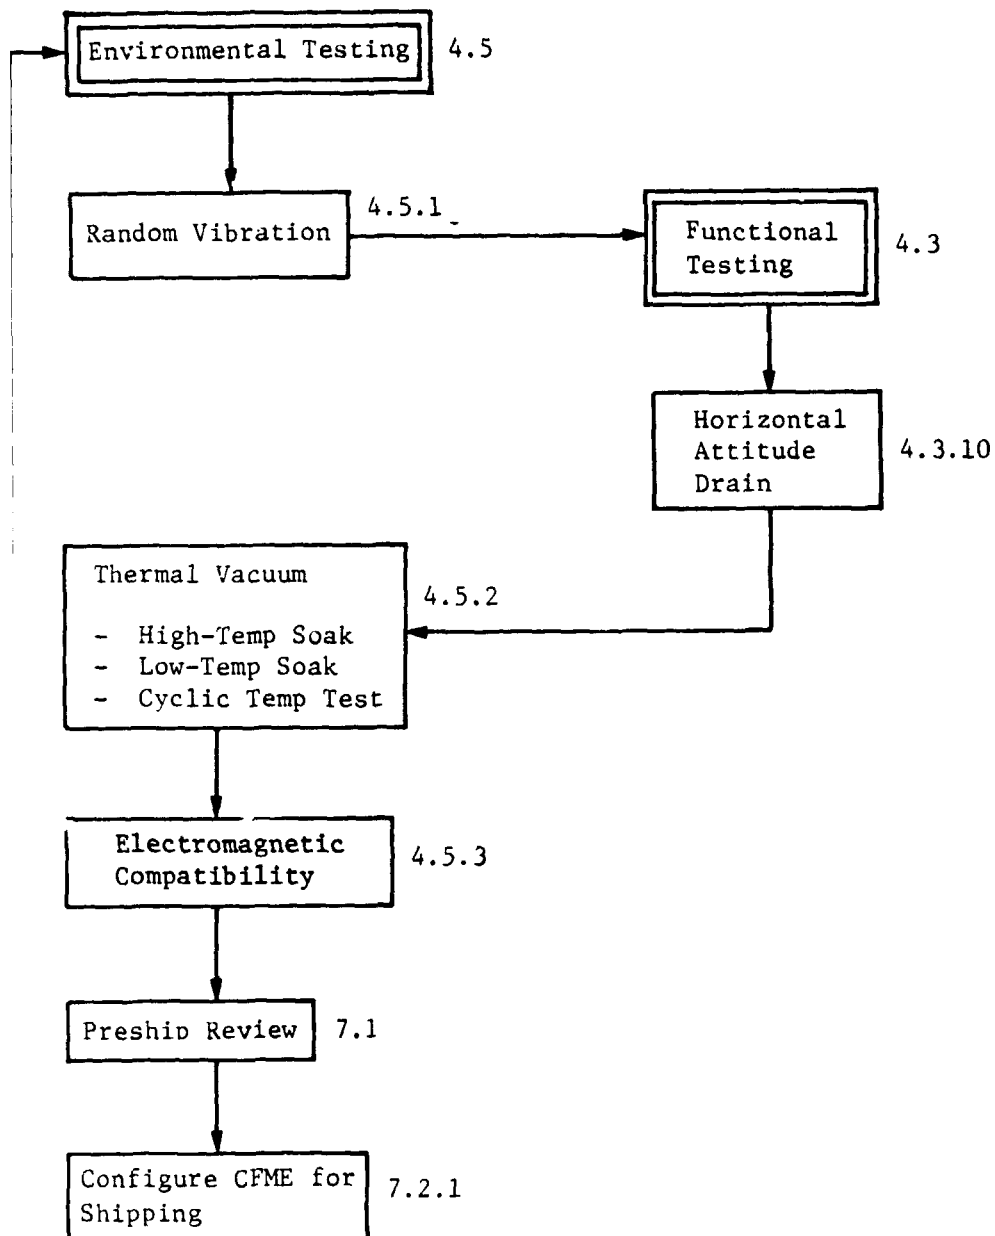 Environmental Testing
4.5
Random Vibration
4.5.1
Functional
Testing
4.3
Horizontal
Attitude
Drain
4.3.10
Thermal Vacuum
- High-Temp Soak
- Low-Temp Soak
- Cyclic Temp Test
4.5.2
Electromagnetic
Compatibility
4.5.3
Preship Review
7.1
Configure CFME for
Shipping
7.2.1